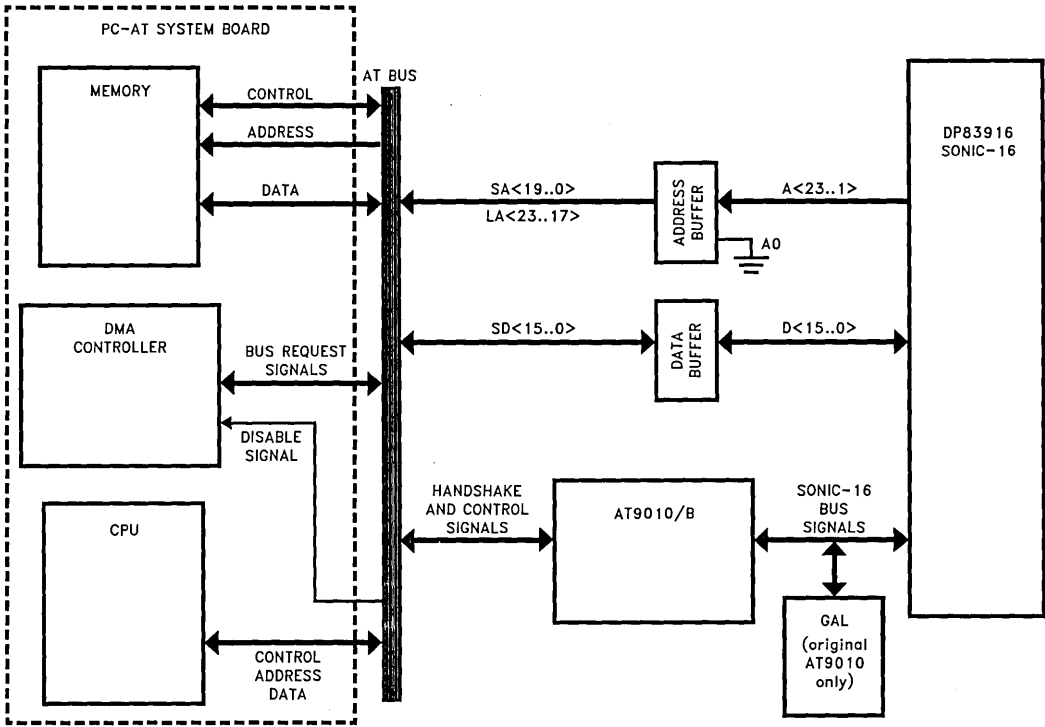 PC-AT SYSTEM BOARD
MEMORY
CONTROL
ADDRESS
DATA
AT BUS
DMA
CONTROLLER
BUS REQUEST
SIGNALS
DISABLE
SIGNAL
CPU
CONTROL
ADDRESS
DATA
SA<19..0>
LA<23..17>
ADDRESS
BUFFER
A<23..1>
A0
SD<15..0>
DATA
BUFFER
D<15..0>
HANDSHAKE
AND CONTROL
SIGNALS
AT9010/B
SONIC-16
BUS
SIGNALS
GAL
(original
AT9010
only)
DP83916
SONIC-16